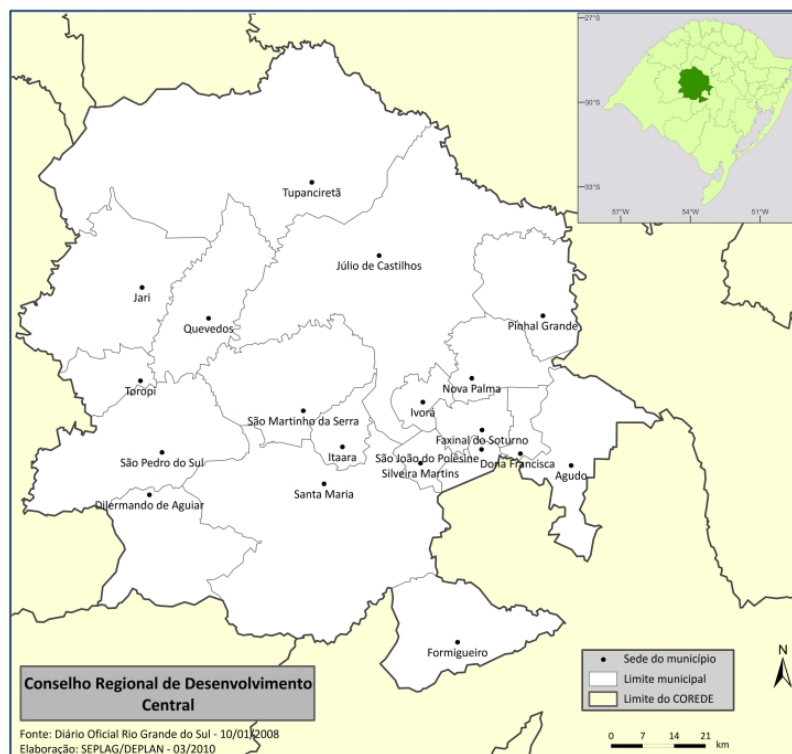 27°S
30°S
33°S
57°W
54°W
51°W
Tupanciretã
Júlio de Castilhos
Jari
Quevedos
Pinhal Grande
Toropi
Nova Palma
Ivorá
São Martinho da Serra
Faxinal do Soturno
Itaara
São João do Polêsine
Dona Francisca
São Pedro do Sul
Silveira Martins
Agudo
Santa Maria
Dilermando de Aguiar
Formigueiro
Conselho Regional de Desenvolvimento
Central
Fonte: Diário Oficial Rio Grande do Sul - 10/01/2008
Elaboração: SEPLAG/DEPLAN - 03/2010
Sede do município
Limite municipal
Limite do COREDE
N
0 7 14 21
km